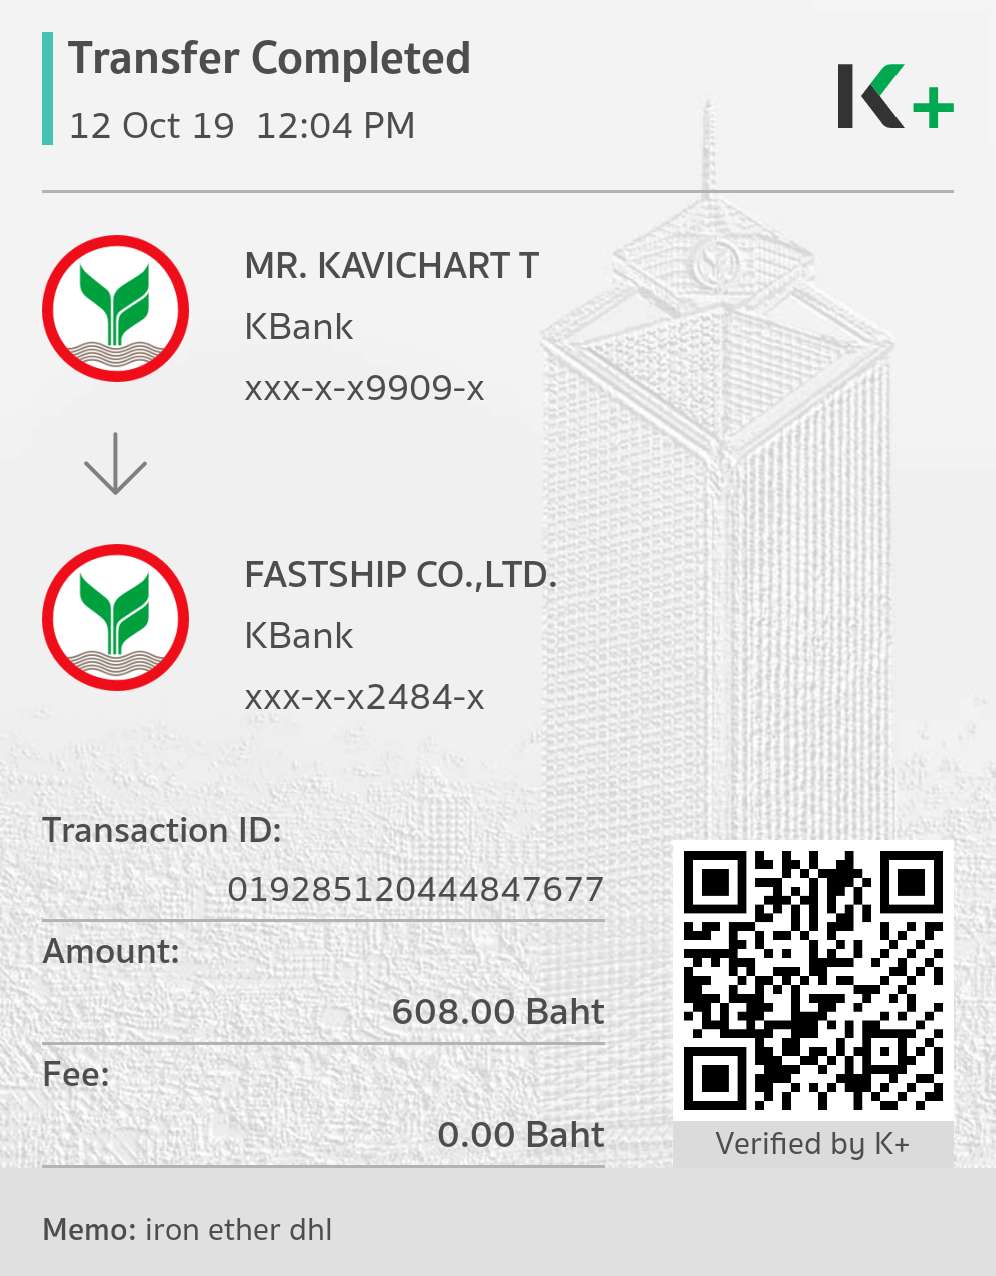 Transfer Completed
12 Oct 19 12:04 PM
K+
MR. KAVICHART T
KBank
xxx-x-x9909-x
FASTSHIP CO.,LTD.
KBank
xxx-x-x2484-x
Transaction ID:
019285120444847677
Amount:
608.00 Baht
Fee:
0.00 Baht
Verified by K+
Memo: iron ether dhl